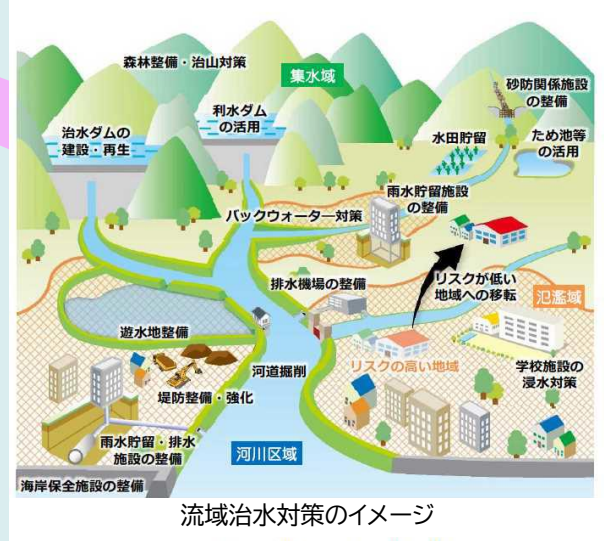 森林整備・治山対策
集水域
砂防関係施設
の整備
治水ダムの
建設・再生
利水ダム
の活用
水田貯留
ため池等
の活用
雨水貯留施設
の整備
バックウォーター対策
排水機場の整備
リスクが低い
地域への移転
氾濫域
遊水地整備
河道掘削
リスクの高い地域
学校施設の
浸水対策
堤防整備・強化
雨水貯留・排水
施設の整備
河川区域
海岸保全施設の整備
流域治水対策のイメージ